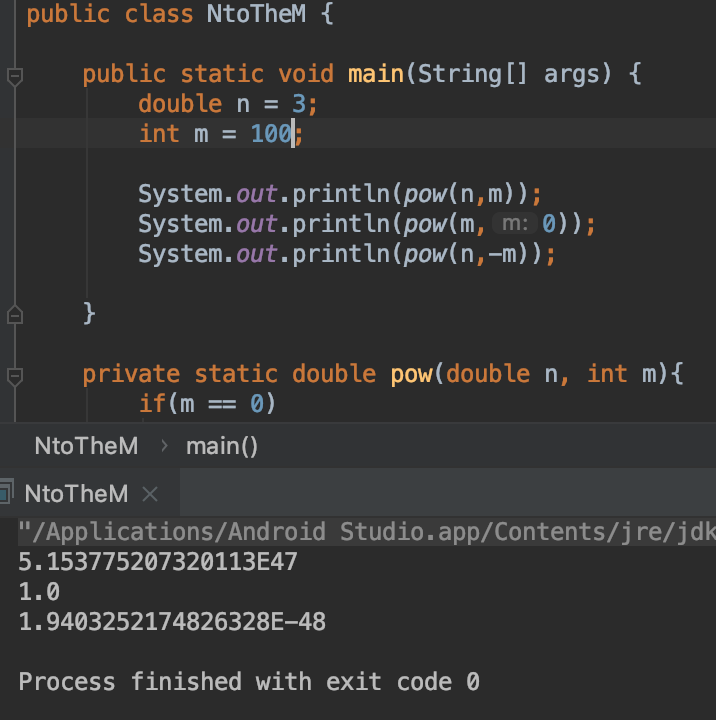 public class NtoTheM {
public static void main(String[] args) {
double n = 3;
int m = 100;
System.out.println(pow(n,m));
System.out.println(pow(m, m: 0));
System.out.println(pow(n,-m));
}
private static double pow(double n, int m){
if(m == 0)
NtoTheM › main()
NtoTheM ×
"/Applications/Android Studio.app/Contents/jre/jdk
5.153775207320113E47
1.0
1.9403252174826328E-48
Process finished with exit code 0